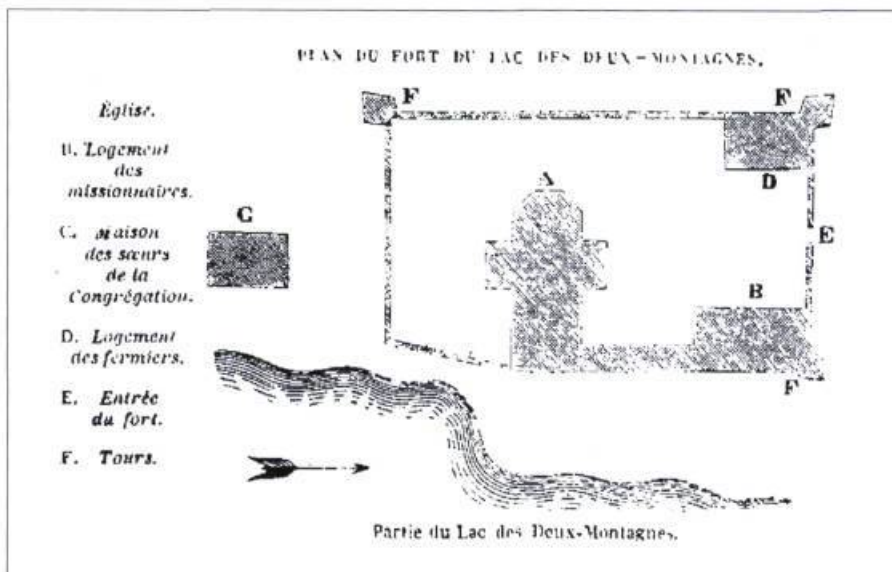 PLAN DU FORT DU LAC DES DEUX-MONTAGNES.
Église.
B. Logement
des
missionnaires.
C. Maison
des sœurs
de la
Congrégation.
D. Logement
des fermiers.
E. Entrée
du fort.
F. Tours.
F
F
D
A
C
E
B
F
Partie du Lac des Deux-Montagnes.